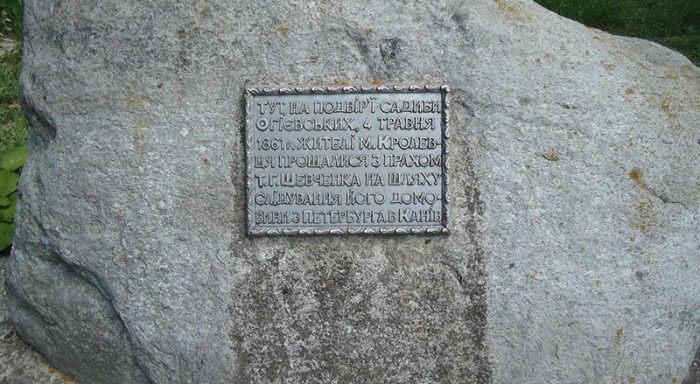 ТУТ, НА ПОДВІР'Ї САДИБИ
ОГІЄВСЬКИХ, 4 ТРАВНЯ
1861 р. ЖИТЕЛІ М. КРОЛЕВ-
ЦЯ ПРОЩАЛИСЯ З ПРАХОМ
Т.Г. ШЕВЧЕНКА НА ШЛЯХУ
СЛІДУВАННЯ ЙОГО ДОМО-
ВИНИ З ПЕТЕРБУРГА В КАНІВ